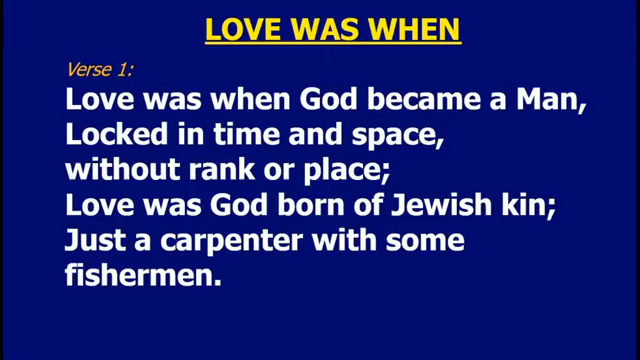 LOVE WAS WHEN
Verse 1:
Love was when God became a Man,
Locked in time and space,
without rank or place;
Love was God born of Jewish kin;
Just a carpenter with some
fishermen.